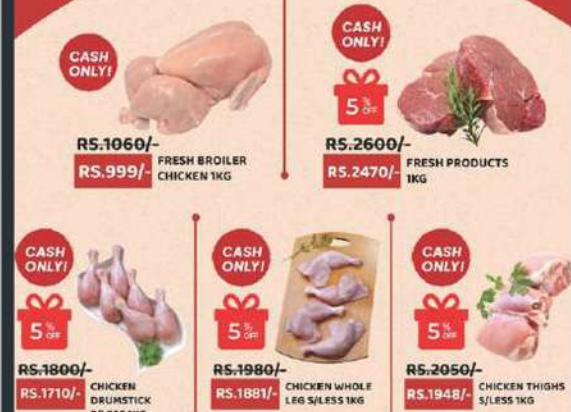 CASH
ONLY!
RS.1060/-
RS.999/-
FRESH BROILER
CHICKEN 1KG
CASH
ONLY!
5% OFF
RS.2600/-
RS.2470/-
FRESH PRODUCTS
1KG
CASH
ONLY!
5% OFF
RS.1800/-
RS.1710/-
CHICKEN
DRUMSTICK
CASH
ONLY!
5% OFF
RS.1980/-
RS.1881/-
CHICKEN WHOLE
LEG S/LESS 1KG
CASH
ONLY!
5% OFF
RS.2050/-
RS.1948/-
CHICKEN THIGHS
S/LESS 1KG